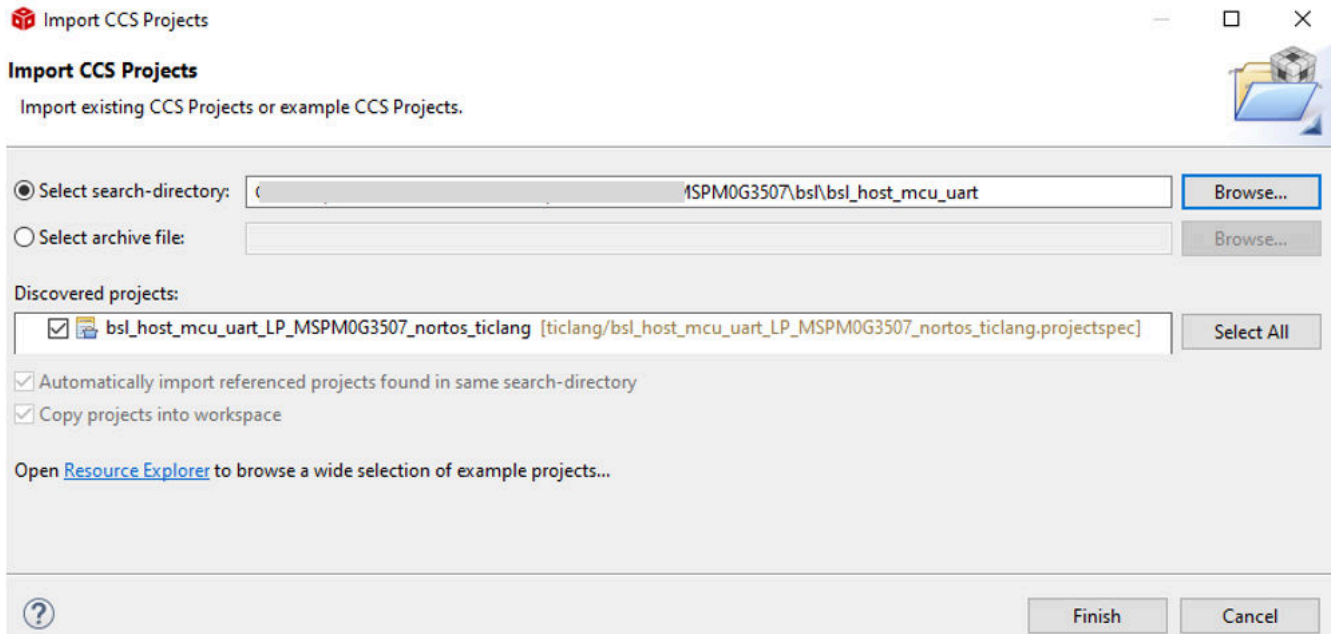 Import CCS Projects
Import CCS Projects
Import existing CCS Projects or example CCS Projects.
Select search-directory: MSPM0G3507\bsl\bsl_host_mcu_uart Browse...
Select archive file: Browse...
Discovered projects:
bsl_host_mcu_uart_LP_MSPM0G3507_nortos_ticlang [ticlang/bsl_host_mcu_uart_LP_MSPM0G3507_nortos_ticlang.projectspec] Select All
Automatically import referenced projects found in same search-directory
Copy projects into workspace
Open Resource Explorer to browse a wide selection of example projects...
? Finish Cancel